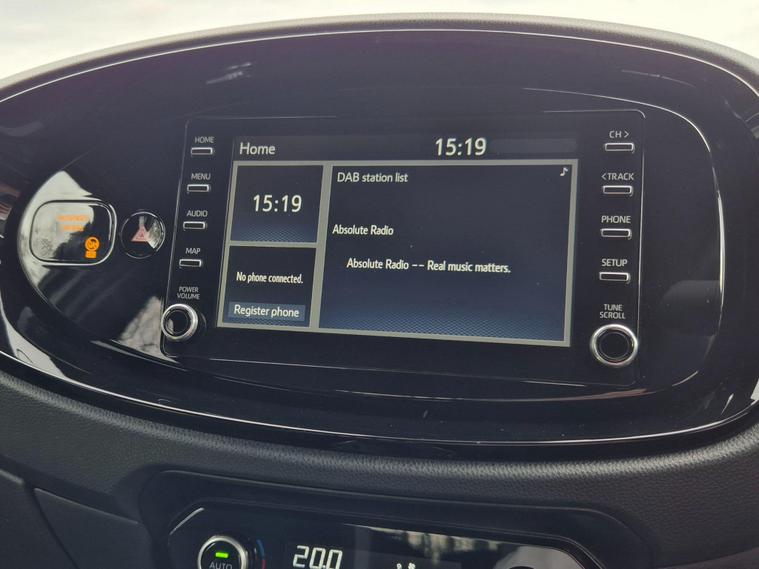 Home
15:19
15:19
No phone connected.
Register phone
DAB station list
Absolute Radio
Absolute Radio -- Real music matters.
HOME
MENU
AUDIO
MAP
POWER
VOLUME
CH >
<TRACK
PHONE
SETUP
TUNE
SCROLL
AUTO
20.0